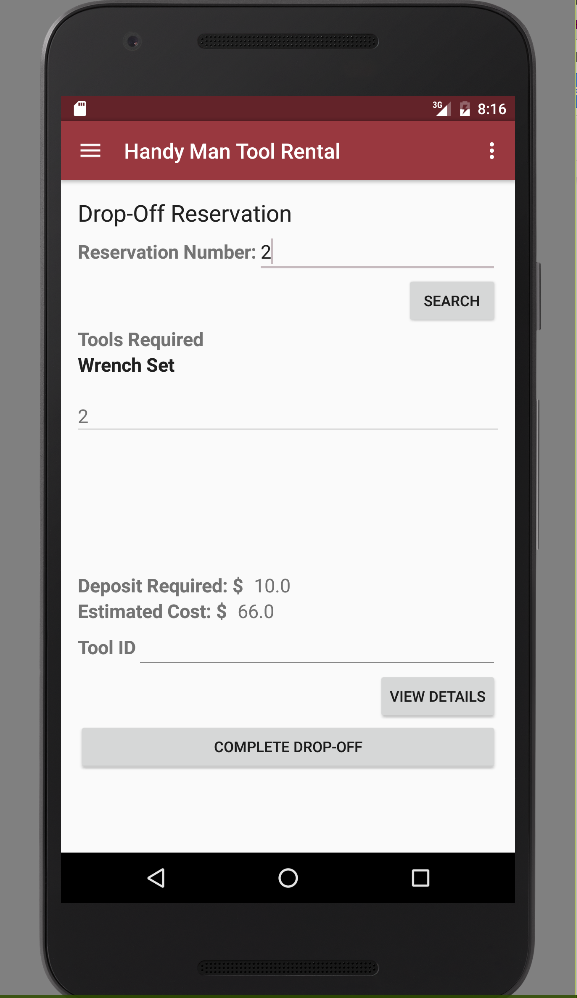 3G 8:16
Handy Man Tool Rental
Drop-Off Reservation
Reservation Number: 2
SEARCH
Tools Required
Wrench Set
2
Deposit Required: $ 10.0
Estimated Cost: $ 66.0
Tool ID
VIEW DETAILS
COMPLETE DROP-OFF